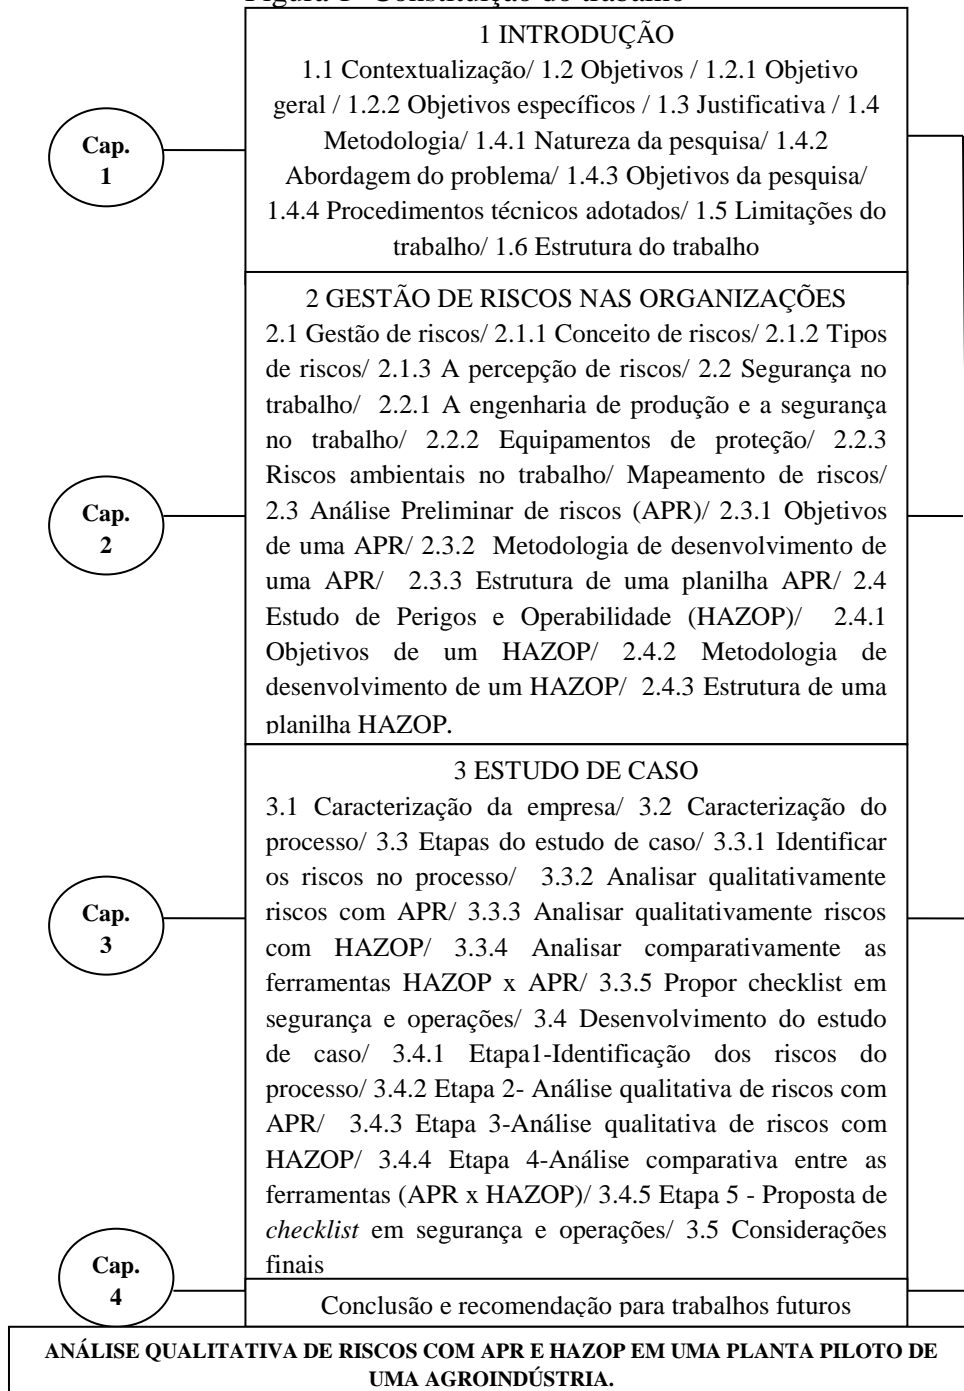 Figura 1- Constituição do trabalho
1 INTRODUÇÃO
1.1 Contextualização/ 1.2 Objetivos / 1.2.1 Objetivo
geral / 1.2.2 Objetivos específicos / 1.3 Justificativa / 1.4
Metodologia/ 1.4.1 Natureza da pesquisa/ 1.4.2
Abordagem do problema/ 1.4.3 Objetivos da pesquisa/
1.4.4 Procedimentos técnicos adotados/ 1.5 Limitações do
trabalho/ 1.6 Estrutura do trabalho
Cap.
1
2 GESTÃO DE RISCOS NAS ORGANIZAÇÕES
2.1 Gestão de riscos/ 2.1.1 Conceito de riscos/ 2.1.2 Tipos
de riscos/ 2.1.3 A percepção de riscos/ 2.2 Segurança no
trabalho/ 2.2.1 A engenharia de produção e a segurança
no trabalho/ 2.2.2 Equipamentos de proteção/ 2.2.3
Riscos ambientais no trabalho/ Mapeamento de riscos/
2.3 Análise Preliminar de riscos (APR)/ 2.3.1 Objetivos
de uma APR/ 2.3.2 Metodologia de desenvolvimento de
uma APR/ 2.3.3 Estrutura de uma planilha APR/ 2.4
Estudo de Perigos e Operabilidade (HAZOP)/ 2.4.1
Objetivos de um HAZOP/ 2.4.2 Metodologia de
desenvolvimento de um HAZOP/ 2.4.3 Estrutura de uma
planilha HAZOP.
Cap.
2
3 ESTUDO DE CASO
3.1 Caracterização da empresa/ 3.2 Caracterização do
processo/ 3.3 Etapas do estudo de caso/ 3.3.1 Identificar
os riscos no processo/ 3.3.2 Analisar qualitativamente
riscos com APR/ 3.3.3 Analisar qualitativamente riscos
com HAZOP/ 3.3.4 Analisar comparativamente as
ferramentas HAZOP x APR/ 3.3.5 Propor checklist em
segurança e operações/ 3.4 Desenvolvimento do estudo
de caso/ 3.4.1 Etapa1-Identificação dos riscos do
processo/ 3.4.2 Etapa 2- Análise qualitativa de riscos com
APR/ 3.4.3 Etapa 3-Análise qualitativa de riscos com
HAZOP/ 3.4.4 Etapa 4-Análise comparativa entre as
ferramentas (APR x HAZOP)/ 3.4.5 Etapa 5 - Proposta de
checklist em segurança e operações/ 3.5 Considerações
finais
Cap.
3
Cap.
4
Conclusão e recomendação para trabalhos futuros
ANÁLISE QUALITATIVA DE RISCOS COM APR E HAZOP EM UMA PLANTA PILOTO DE
UMA AGROINDÚSTRIA.